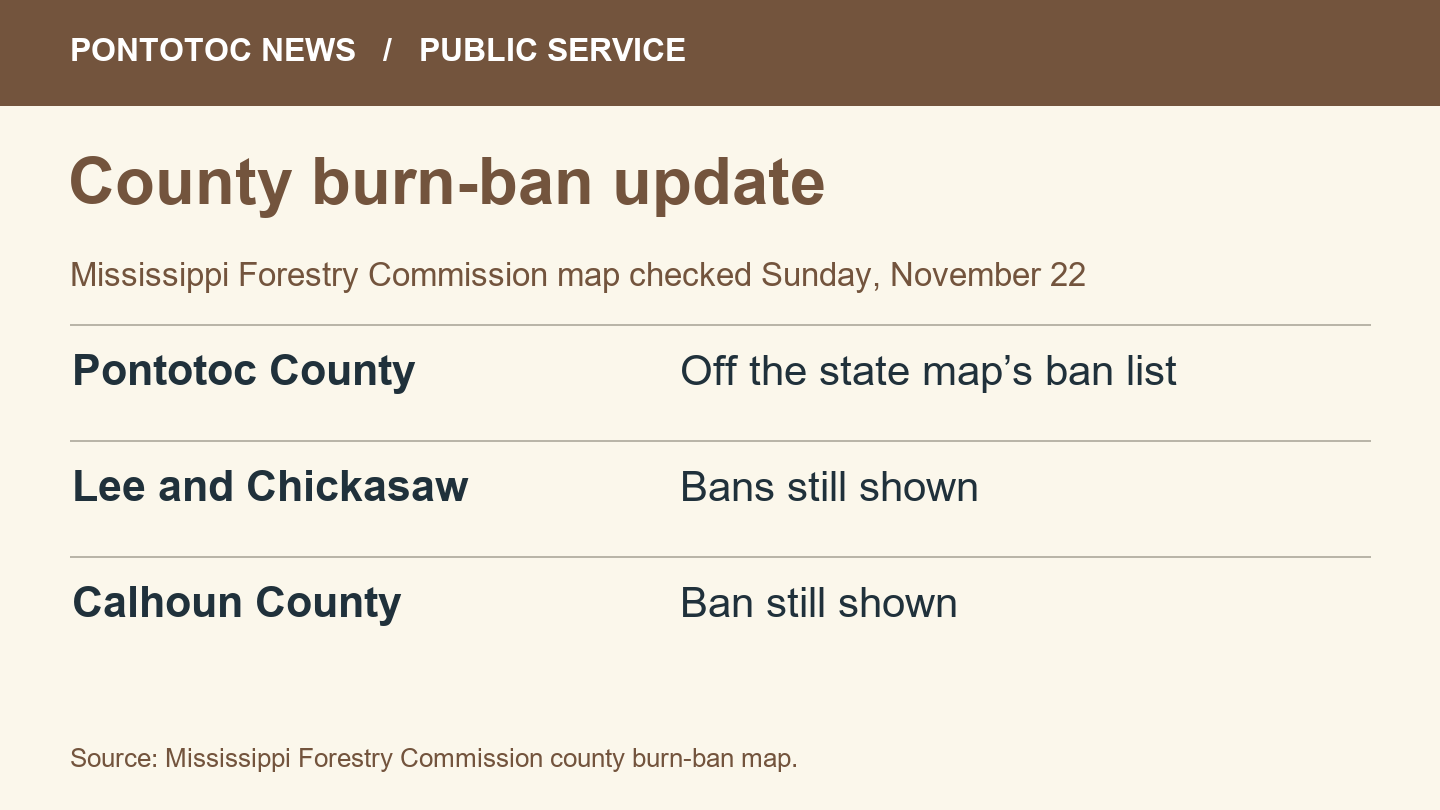 PONTOTOC NEWS / PUBLIC SERVICE
County burn-ban update
Mississippi Forestry Commission map checked Sunday, November 22
Pontotoc County Off the state map’s ban list
Lee and Chickasaw Bans still shown
Calhoun County Ban still shown
Source: Mississippi Forestry Commission county burn-ban map.